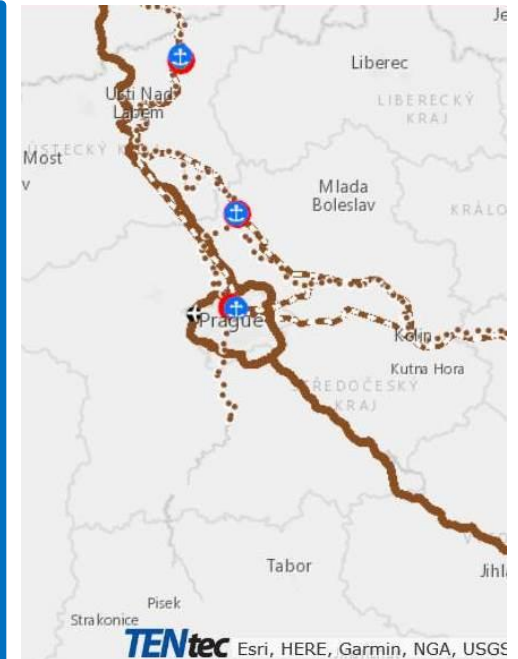 Je
Liberec
Usti Nad
Labem
LIBERECKÝ
KRAJ
ÚSTECKÝ K
Most
v
Mlada
Boleslav
KRÁLO
Prague
Kolin
Kutna Hora
STŘEDOČESKÝ
KRAJ
Tabor
Jihl
Pisek
Strakonice
TENtec Esri, HERE, Garmin, NGA, USGS